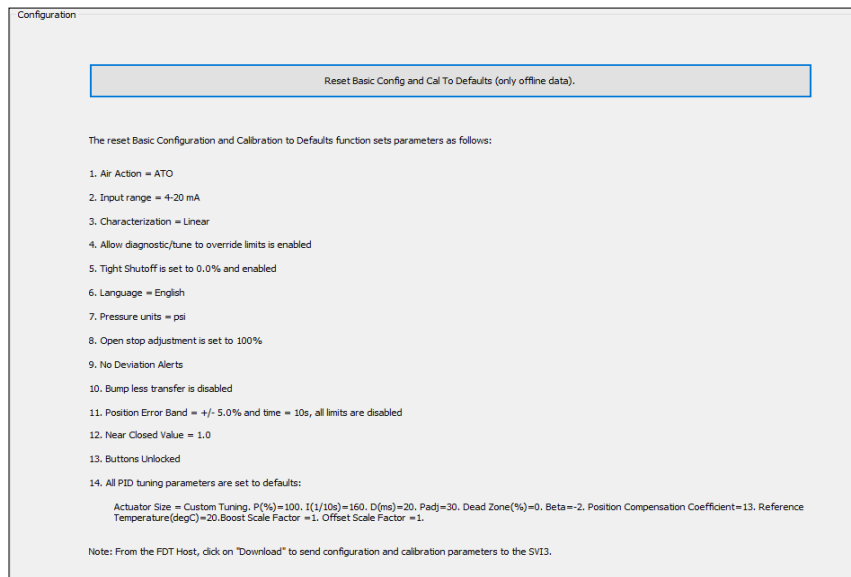 Configuration
Reset Basic Config and Cal To Defaults (only offline data).
The reset Basic Configuration and Calibration to Defaults function sets parameters as follows:
1. Air Action = ATO
2. Input range = 4-20 mA
3. Characterization = Linear
4. Allow diagnostic/tune to override limits is enabled
5. Tight Shutoff is set to 0.0% and enabled
6. Language = English
7. Pressure units = psi
8. Open stop adjustment is set to 100%
9. No Deviation Alerts
10. Bump less transfer is disabled
11. Position Error Band = +/- 5.0% and time = 10s, all limits are disabled
12. Near Closed Value = 1.0
13. Buttons Unlocked
14. All PID tuning parameters are set to defaults:
Actuator Size = Custom Tuning. P(%)=100. I(1/10s)=160. D(ms)=20. Padj=30. Dead Zone(%)=0. Beta=-2. Position Compensation Coefficient=13. Reference
Temperature(degC)=20.Boost Scale Factor =1. Offset Scale Factor =1.
Note: From the FDT Host, click on "Download" to send configuration and calibration parameters to the SVI3.